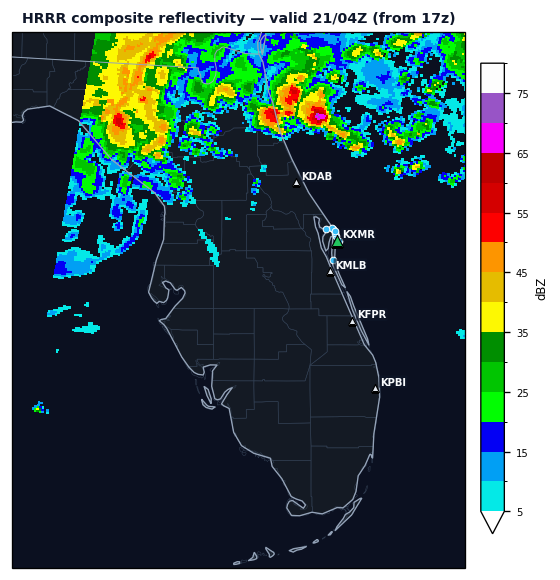 HRRR composite reflectivity — valid 21/04Z (from 17z)
KDAB
KXMR
KMLB
KFPR
KPBI
75
65
55
45
35
25
15
5
dBZ